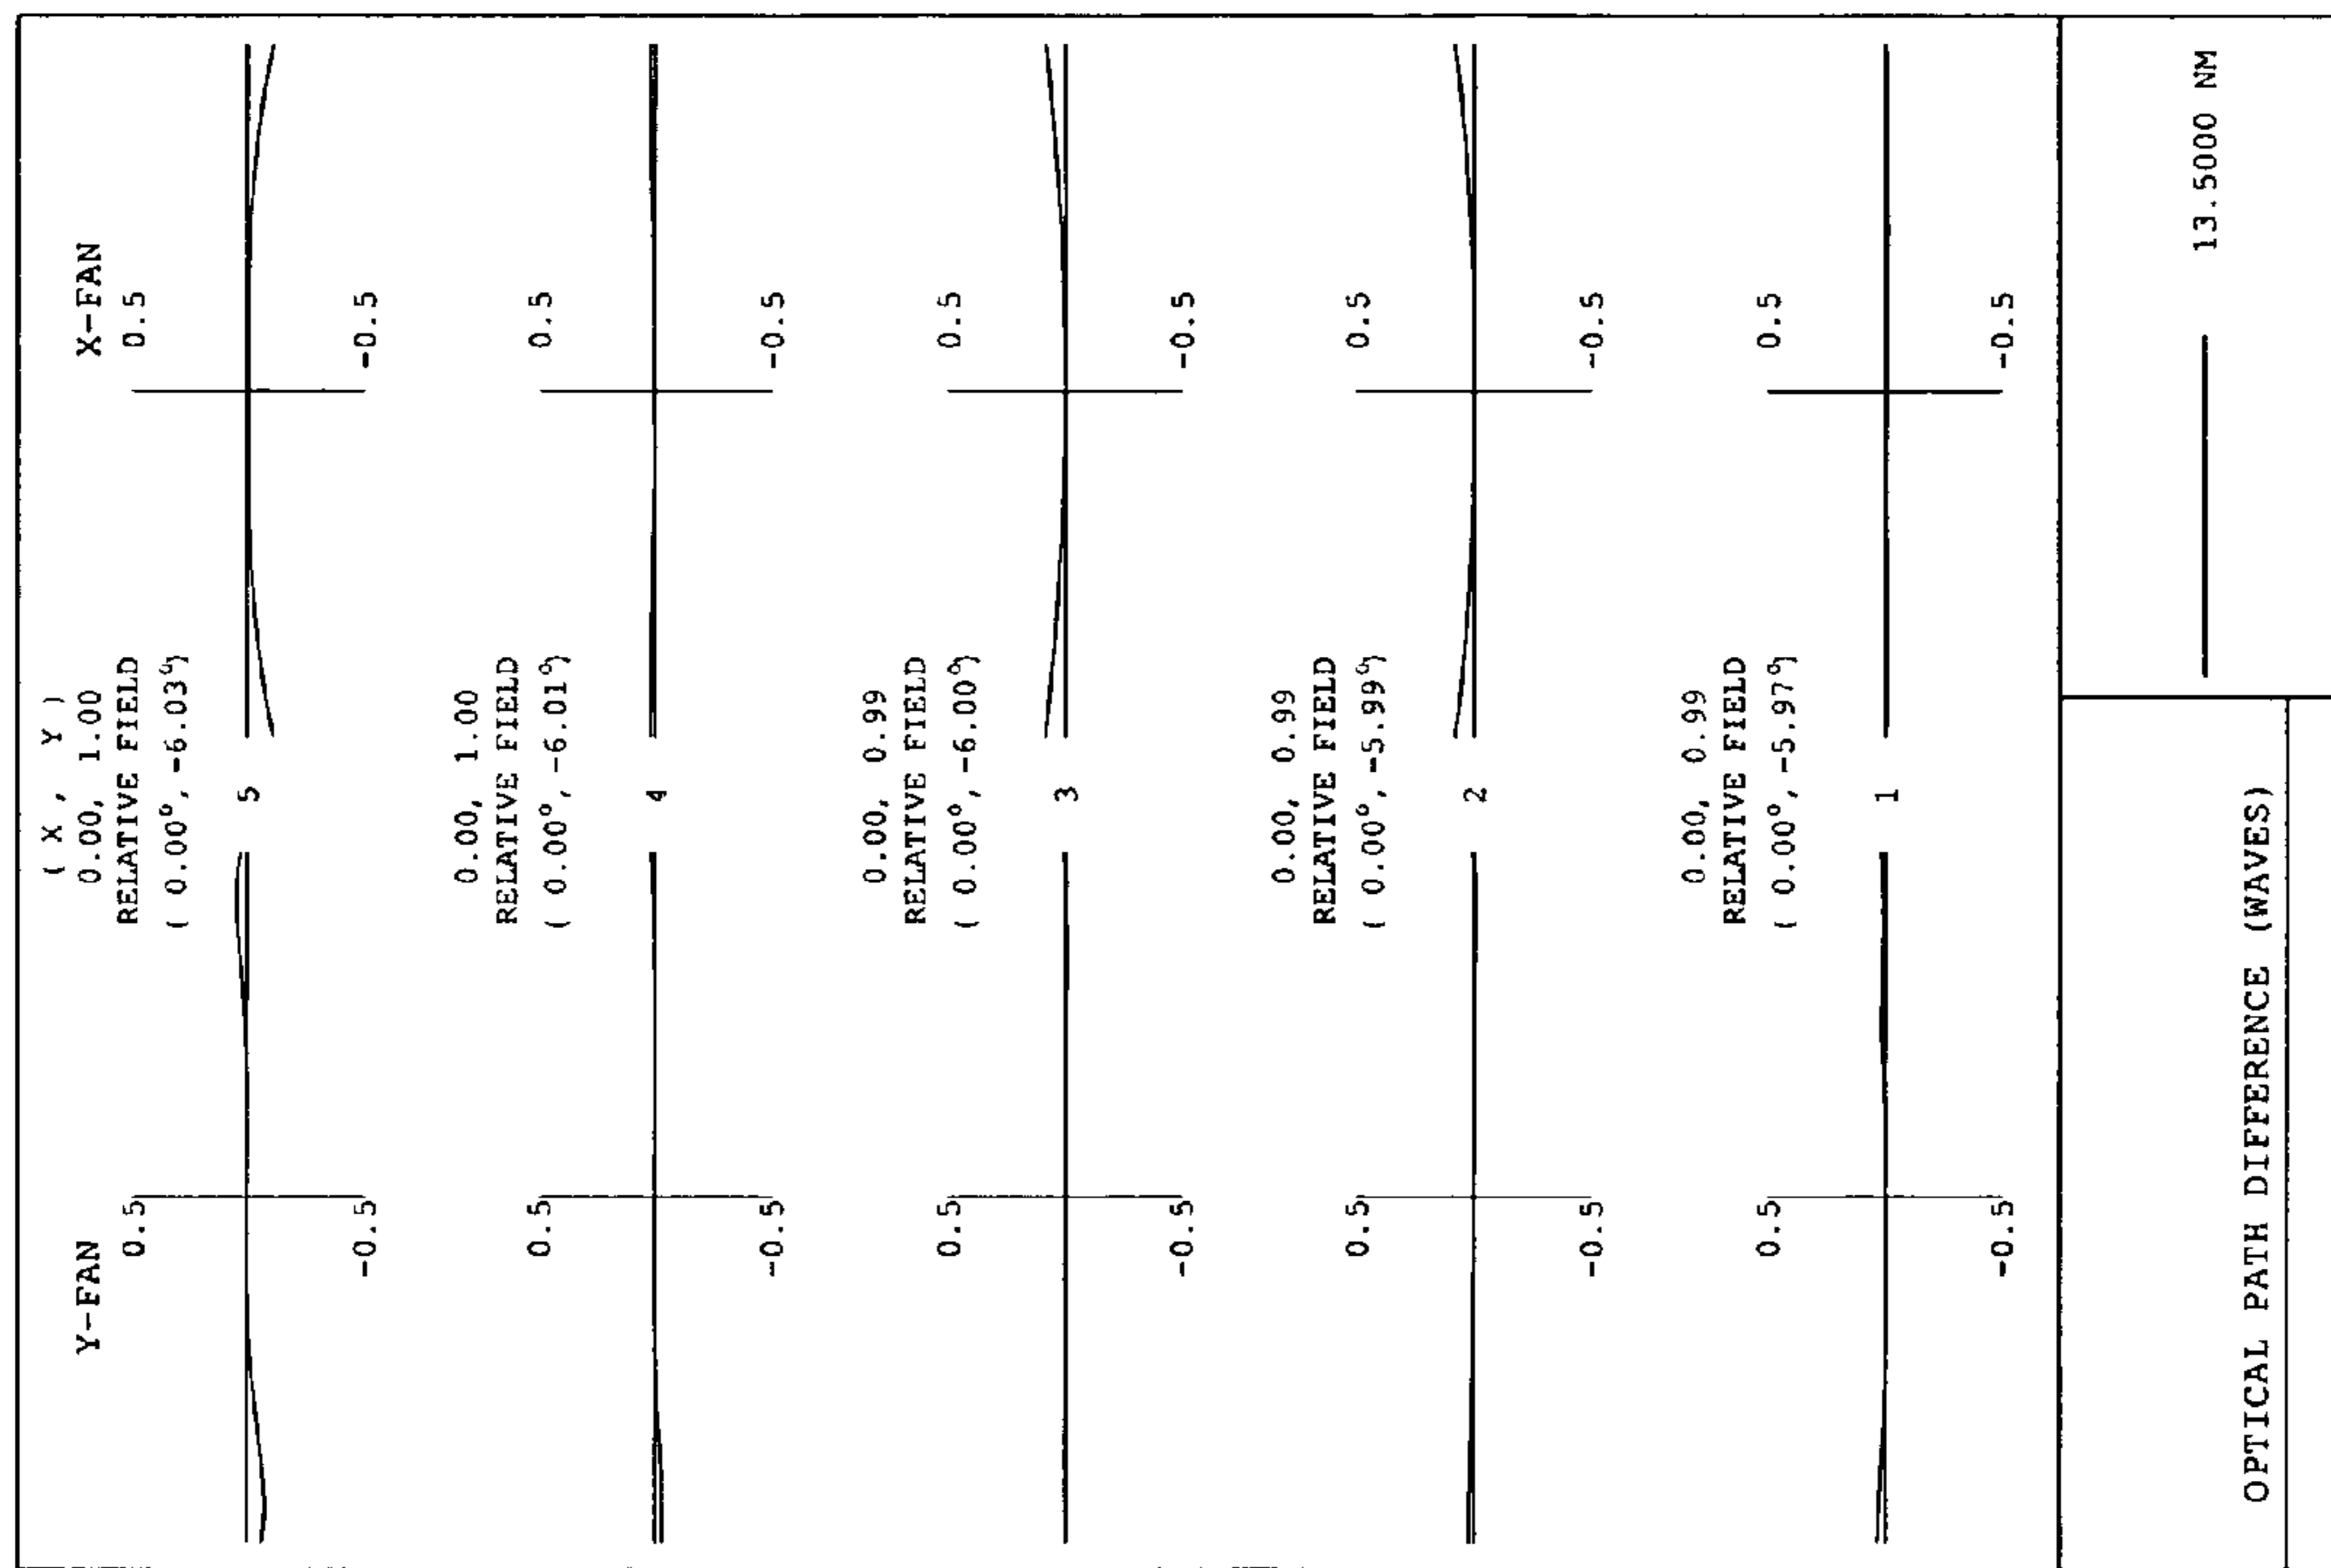 ( X , Y )
Y-FAN 0.00, 1.00 X-FAN
0.5 RELATIVE FIELD 0.5
( 0.00°, -6.03°)
5
-0.5 -0.5
0.00, 1.00
RELATIVE FIELD
0.5 ( 0.00°, -6.01°) 0.5
4
-0.5 -0.5
0.00, 0.99
RELATIVE FIELD
0.5 ( 0.00°, -6.00°) 0.5
3
-0.5 -0.5
0.00, 0.99
RELATIVE FIELD
0.5 ( 0.00°, -5.99°) 0.5
2
-0.5 -0.5
0.00, 0.99
RELATIVE FIELD
0.5 ( 0.00°, -5.97°) 0.5
1
-0.5 -0.5
13.5000 NM
OPTICAL PATH DIFFERENCE (WAVES)